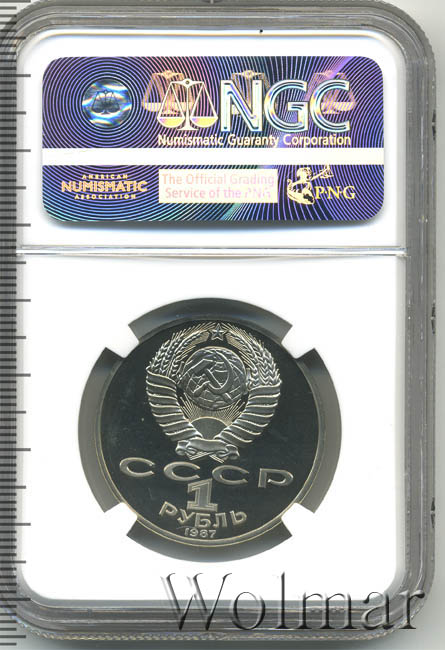 NGC
Numismatic Guaranty Corporation
AMERICAN
NUMISMATIC
ASSOCIATION
The Official Grading
Service of the PNG
PNG
СССР
1
РУБЛЬ
1987
Wolmar